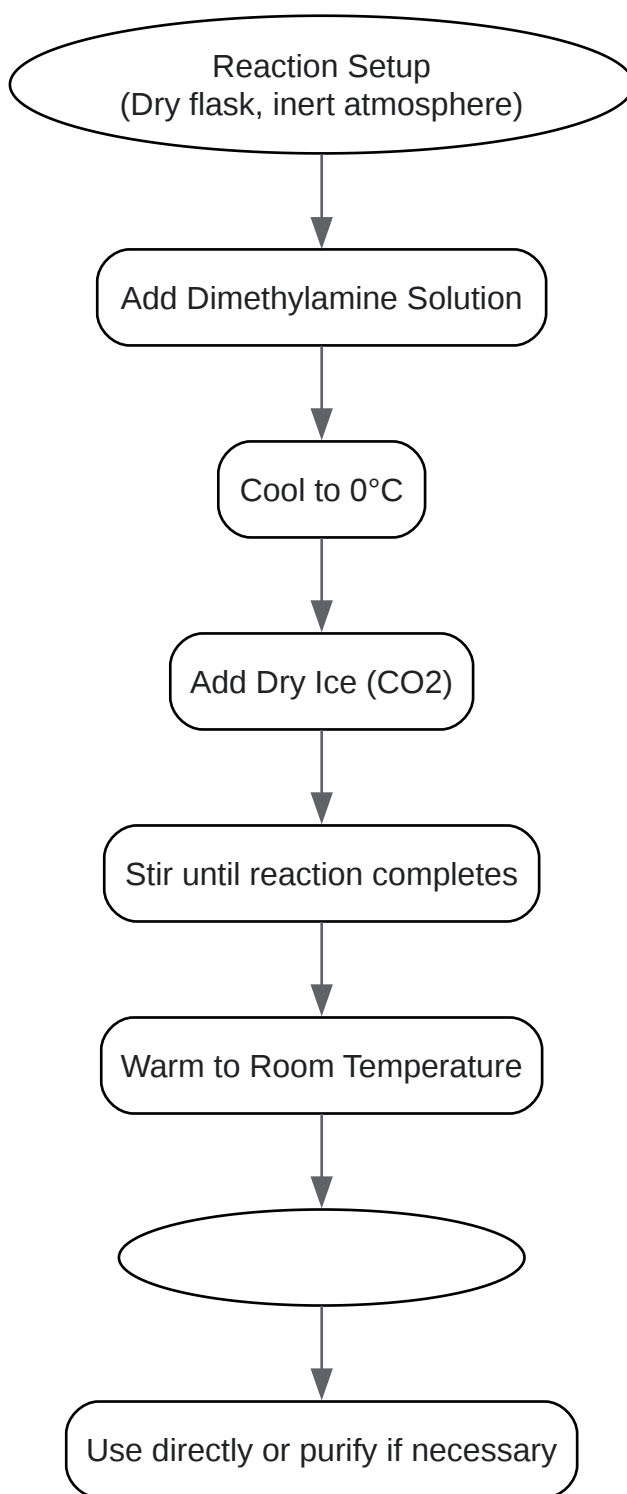 Reaction Setup
(Dry flask, inert atmosphere)
Add Dimethylamine Solution
Cool to 0°C
Add Dry Ice (CO2)
Stir until reaction completes
Warm to Room Temperature
Use directly or purify if necessary